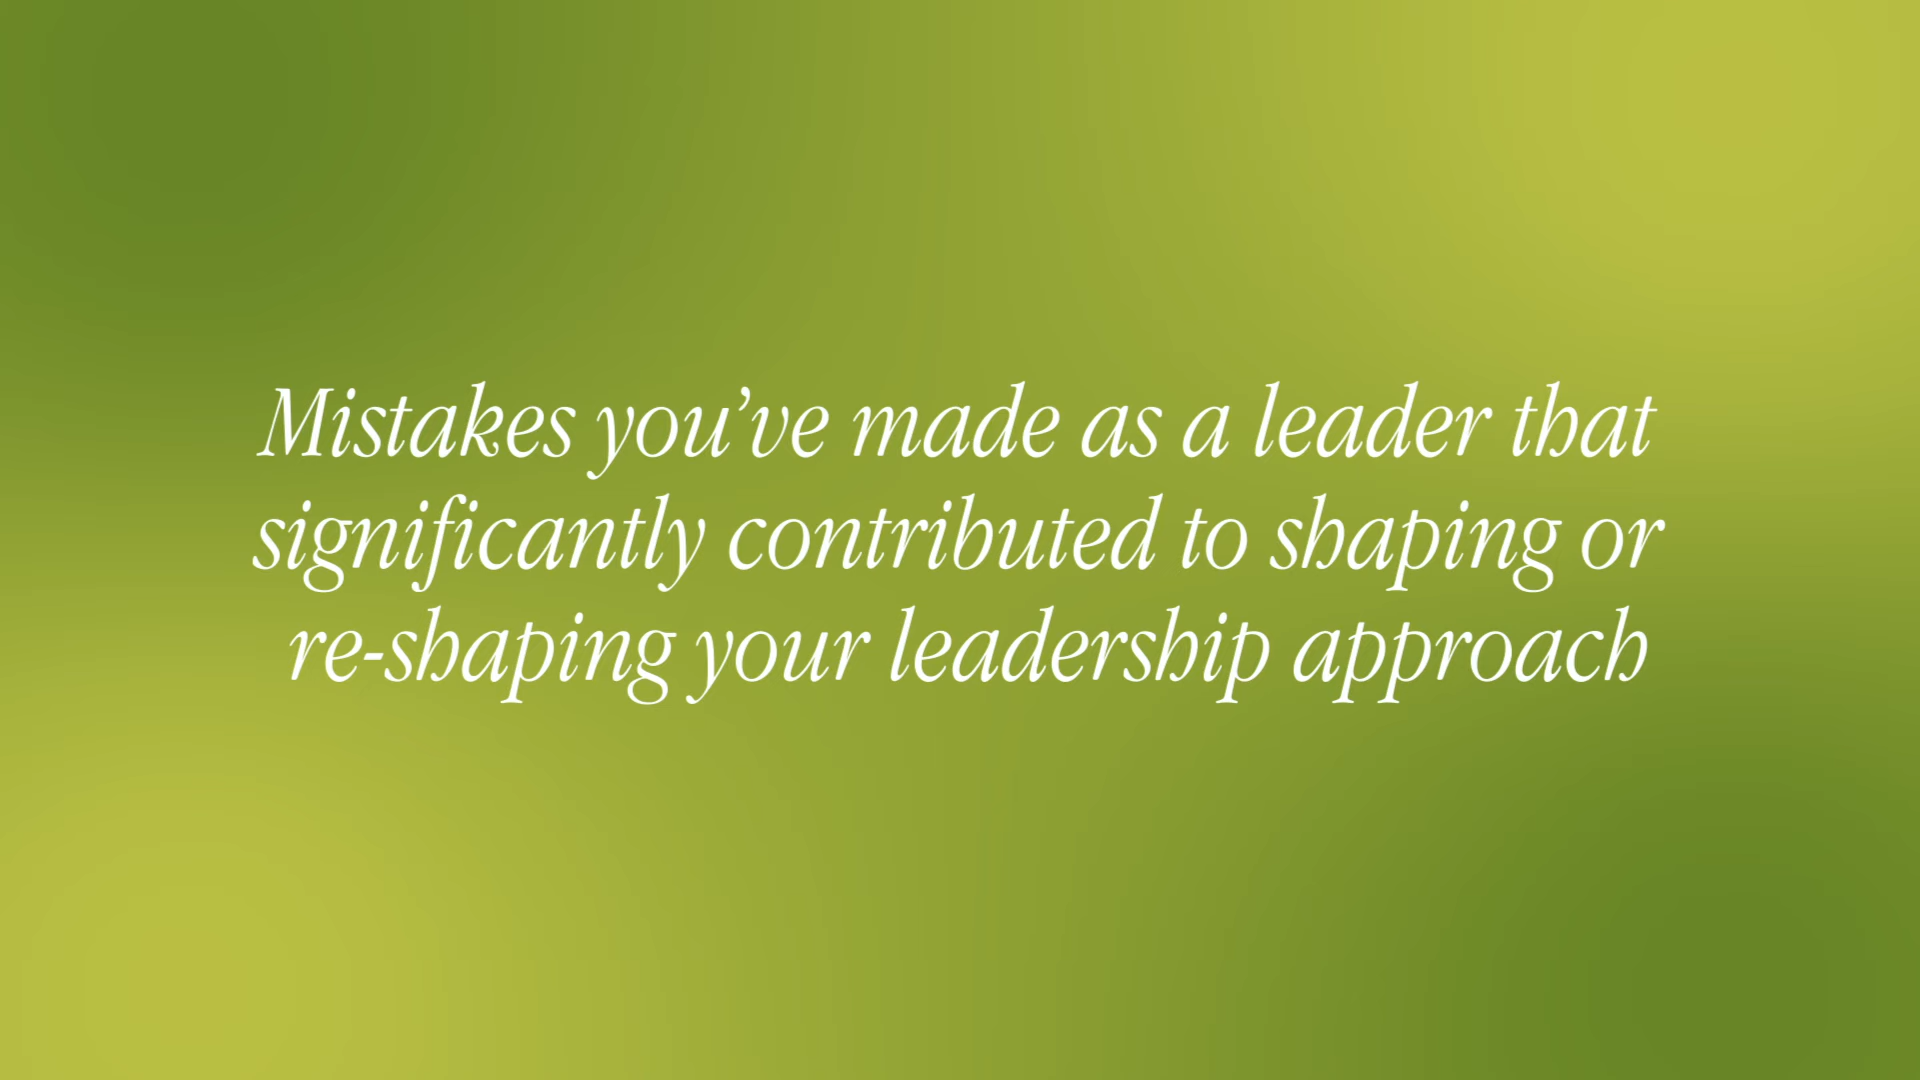 Mistakes you’ve made as a leader that
significantly contributed to shaping or
re-shaping your leadership approach